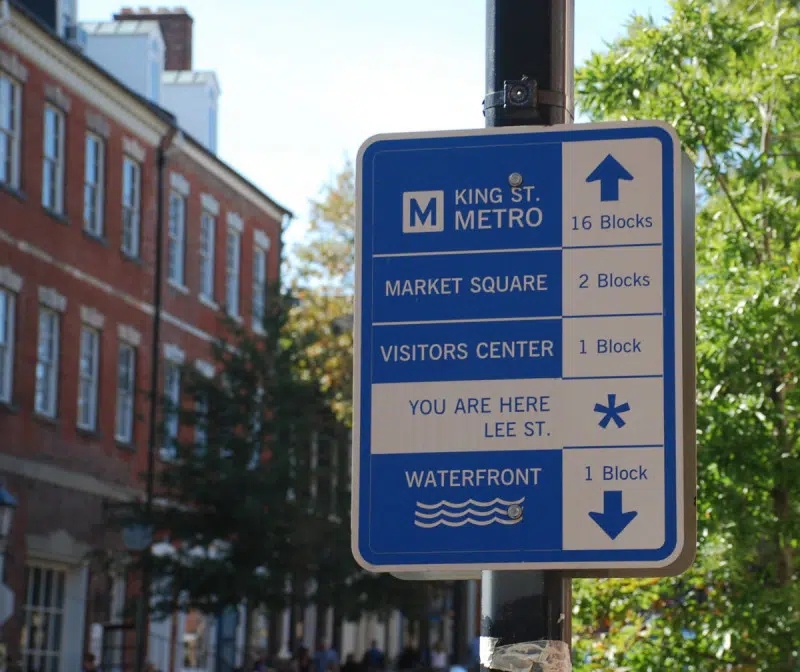 M KING ST.
METRO
16 Blocks
MARKET SQUARE 2 Blocks
VISITORS CENTER 1 Block
YOU ARE HERE *
LEE ST.
WATERFRONT 1 Block